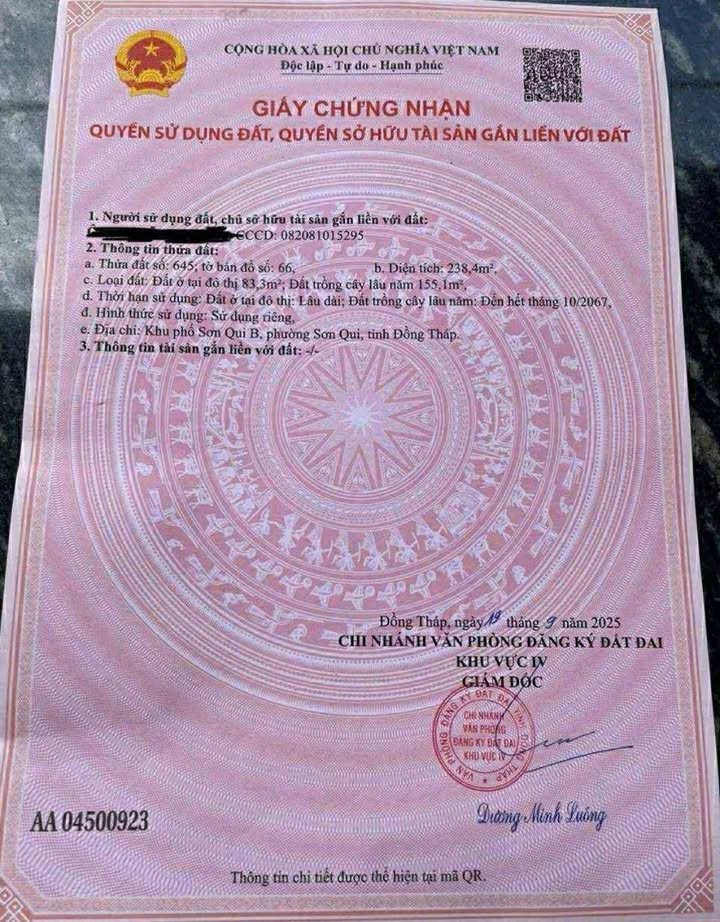 CỘNG HÒA XÃ HỘI CHỦ NGHĨA VIỆT NAM
Độc lập - Tự do - Hạnh phúc
GIẤY CHỨNG NHẬN
QUYỀN SỬ DỤNG ĐẤT, QUYỀN SỞ HỮU TÀI SẢN GẮN LIỀN VỚI ĐẤT
1. Người sử dụng đất, chủ sở hữu tài sản gắn liền với đất:
CCCD: 082081015295
2. Thông tin thửa đất:
a. Thửa đất số: 645; tờ bản đồ số: 66, b. Diện tích: 238,4m²,
c. Loại đất: Đất ở tại đô thị 83,3m²; Đất trồng cây lâu năm 155,1m²,
d. Thời hạn sử dụng: Đất ở tại đô thị: Lâu dài; Đất trồng cây lâu năm: Đến hết tháng 10/2067,
đ. Hình thức sử dụng: Sử dụng riêng,
e. Địa chỉ: Khu phố Sơn Qui B, phường Sơn Qui, tỉnh Đồng Tháp.
3. Thông tin tài sản gắn liền với đất: -/-
Đồng Tháp, ngày 19 tháng 9 năm 2025
CHI NHÁNH VĂN PHÒNG ĐĂNG KÝ ĐẤT ĐAI
KHU VỰC IV
GIÁM ĐỐC
VĂN PHÒNG ĐĂNG KÝ ĐẤT ĐAI TỈNH ĐỒNG THÁP
CHI NHÁNH
VĂN PHÒNG
ĐĂNG KÝ ĐẤT ĐAI
KHU VỰC IV
Dương Minh Luông
AA 04500923
Thông tin chi tiết được thể hiện tại mã QR.